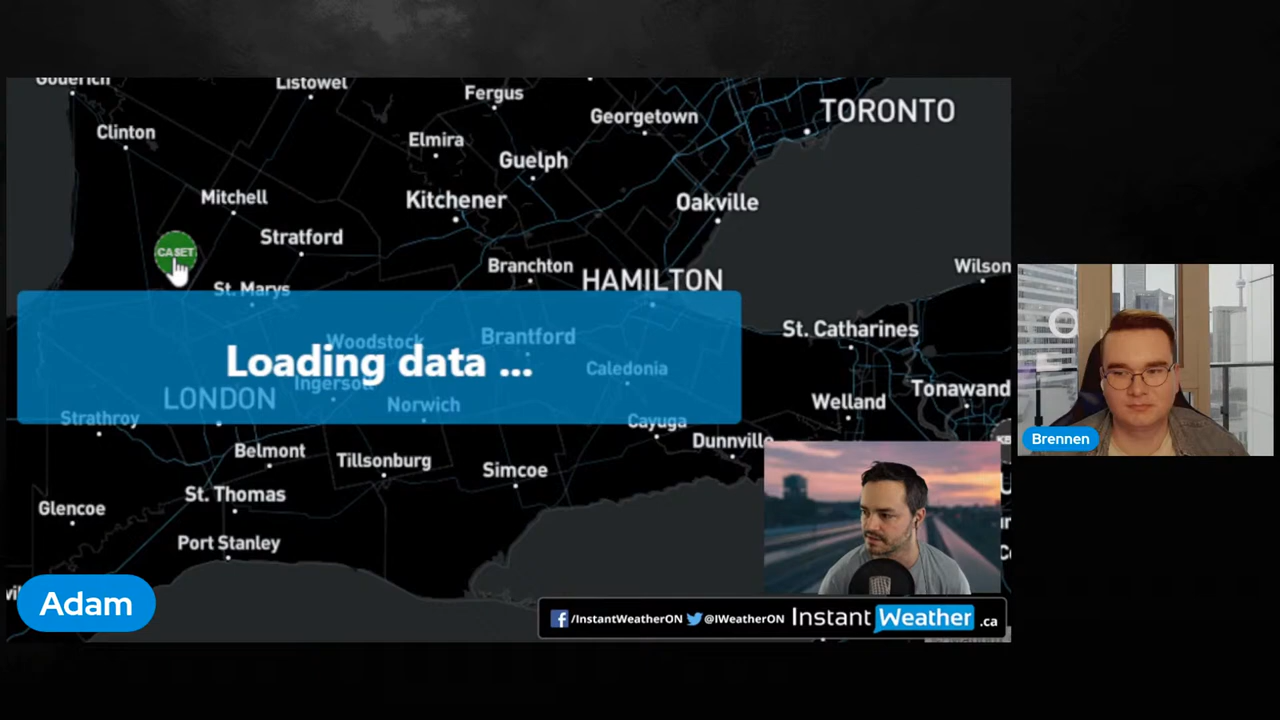 Goderich
Listowel
Fergus
Georgetown
TORONTO
Clinton
Elmira
Guelph
Mitchell
Kitchener
Oakville
Stratford
CASET
Branchton
HAMILTON
Wilson
St. Marys
Woodstock
Brantford
St. Catharines
Loading data ...
Ingersoll
Caledonia
LONDON
Norwich
Welland
Tonawand
Strathroy
Cayuga
Dunnville
Belmont
Tillsonburg
Simcoe
St. Thomas
Glencoe
Port Stanley
Brennen
Adam
/InstantWeatherON @IWeatherON InstantWeather.ca